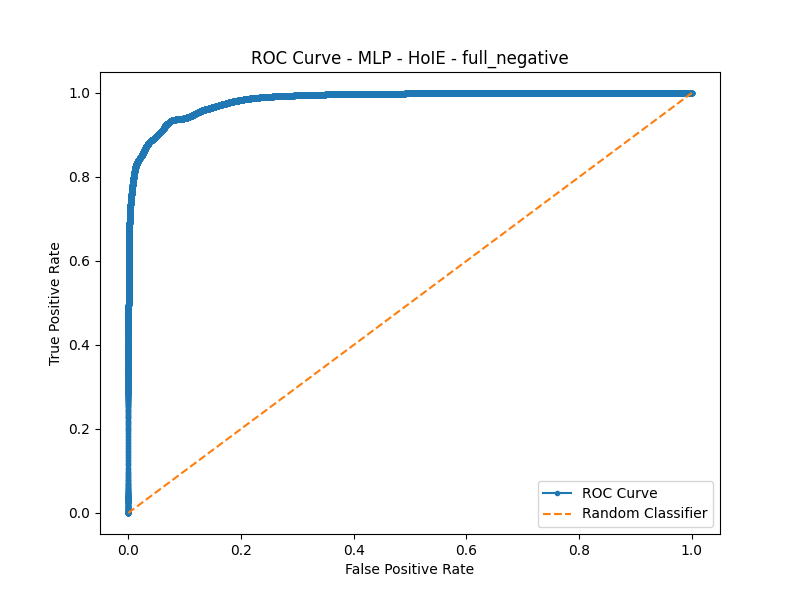 ROC Curve - MLP - HolE - full_negative
1.0
0.8
0.6
0.4
0.2
0.0
True Positive Rate
0.0 0.2 0.4 0.6 0.8 1.0
False Positive Rate
ROC Curve
Random Classifier